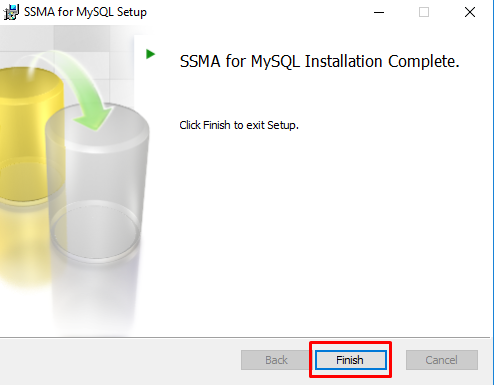 SSMA for MySQL Setup
SSMA for MySQL Installation Complete.
Click Finish to exit Setup.
Back
Finish
Cancel